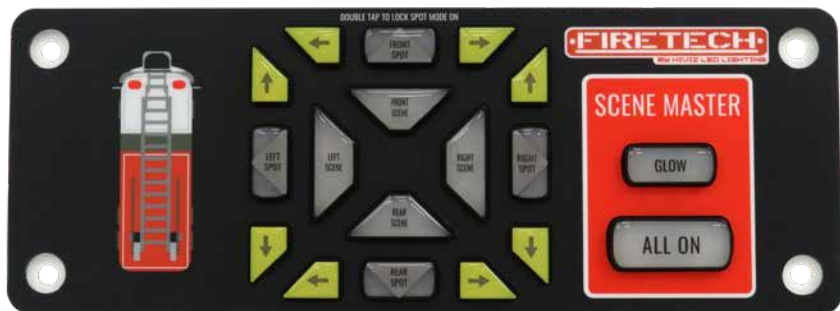 DOUBLE TAP TO LOCK SPOT MODE ON
FRONT
SPOT
FIRETECH
BY HIVIZ LED LIGHTING
FRONT
SCENE
SCENE MASTER
LEFT
SPOT
LEFT
SCENE
RIGHT
SCENE
RIGHT
SPOT
GLOW
REAR
SCENE
ALL ON
REAR
SPOT